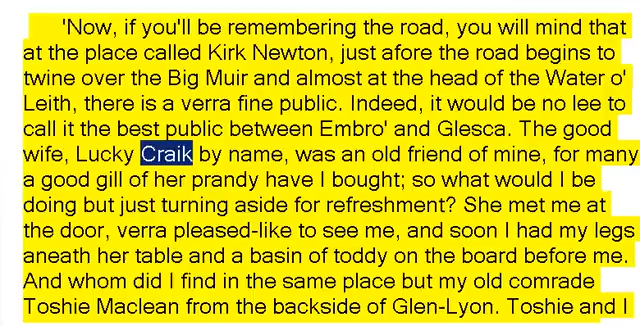 'Now, if you'll be remembering the road, you will mind that
at the place called Kirk Newton, just afore the road begins to
twine over the Big Muir and almost at the head of the Water o'
Leith, there is a verra fine public. Indeed, it would be no lee to
call it the best public between Embro' and Glesca. The good
wife, Lucky Craik by name, was an old friend of mine, for many
a good gill of her prandy have I bought; so what would I be
doing but just turning aside for refreshment? She met me at
the door, verra pleased-like to see me, and soon I had my legs
aneath her table and a basin of toddy on the board before me.
And whom did I find in the same place but my old comrade
Toshie Maclean from the backside of Glen-Lyon. Toshie and I